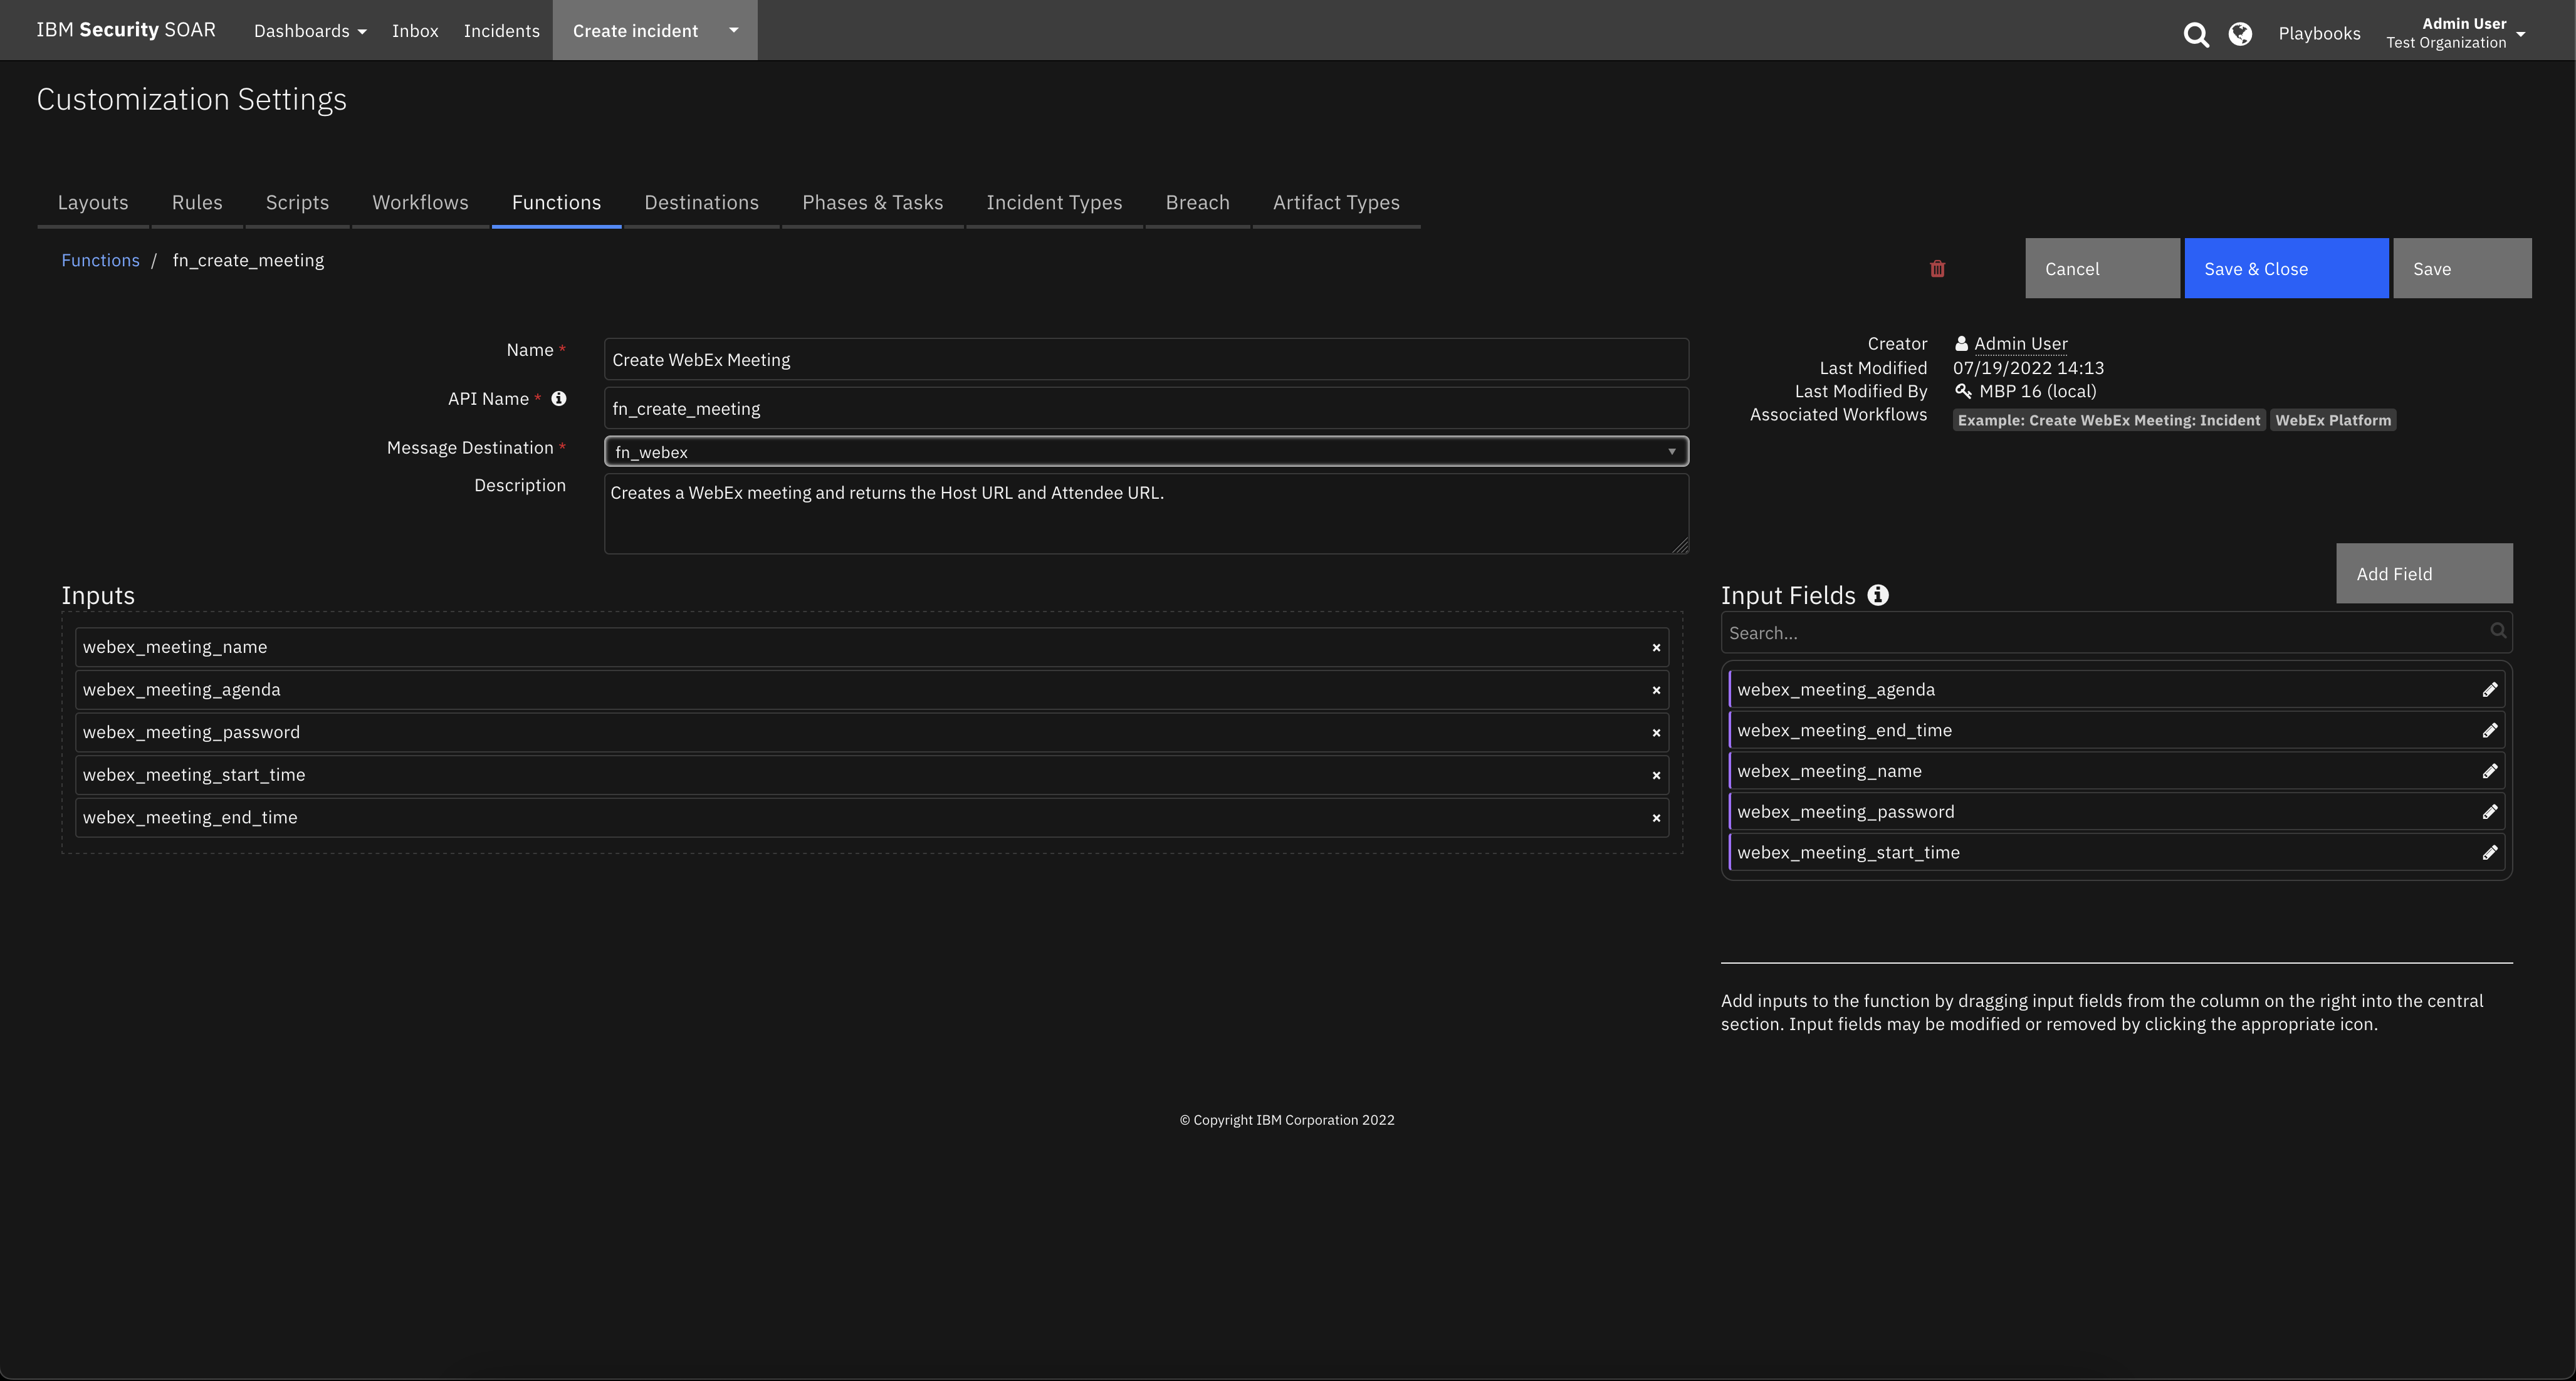 IBM Security SOAR Dashboards Inbox Incidents Create incident Playbooks Admin User
Test Organization
Customization Settings
Layouts Rules Scripts Workflows Functions Destinations Phases & Tasks Incident Types Breach Artifact Types
Functions / fn_create_meeting
Cancel Save & Close Save
Name *
Create WebEx Meeting
API Name *
fn_create_meeting
Message Destination *
fn_webex
Description
Creates a WebEx meeting and returns the Host URL and Attendee URL.
Creator Admin User
Last Modified 07/19/2022 14:13
Last Modified By MBP 16 (local)
Associated Workflows Example: Create WebEx Meeting: Incident WebEx Platform
Inputs
webex_meeting_name
webex_meeting_agenda
webex_meeting_password
webex_meeting_start_time
webex_meeting_end_time
Add Field
Input Fields
Search...
webex_meeting_agenda
webex_meeting_end_time
webex_meeting_name
webex_meeting_password
webex_meeting_start_time
Add inputs to the function by dragging input fields from the column on the right into the central
section. Input fields may be modified or removed by clicking the appropriate icon.
© Copyright IBM Corporation 2022